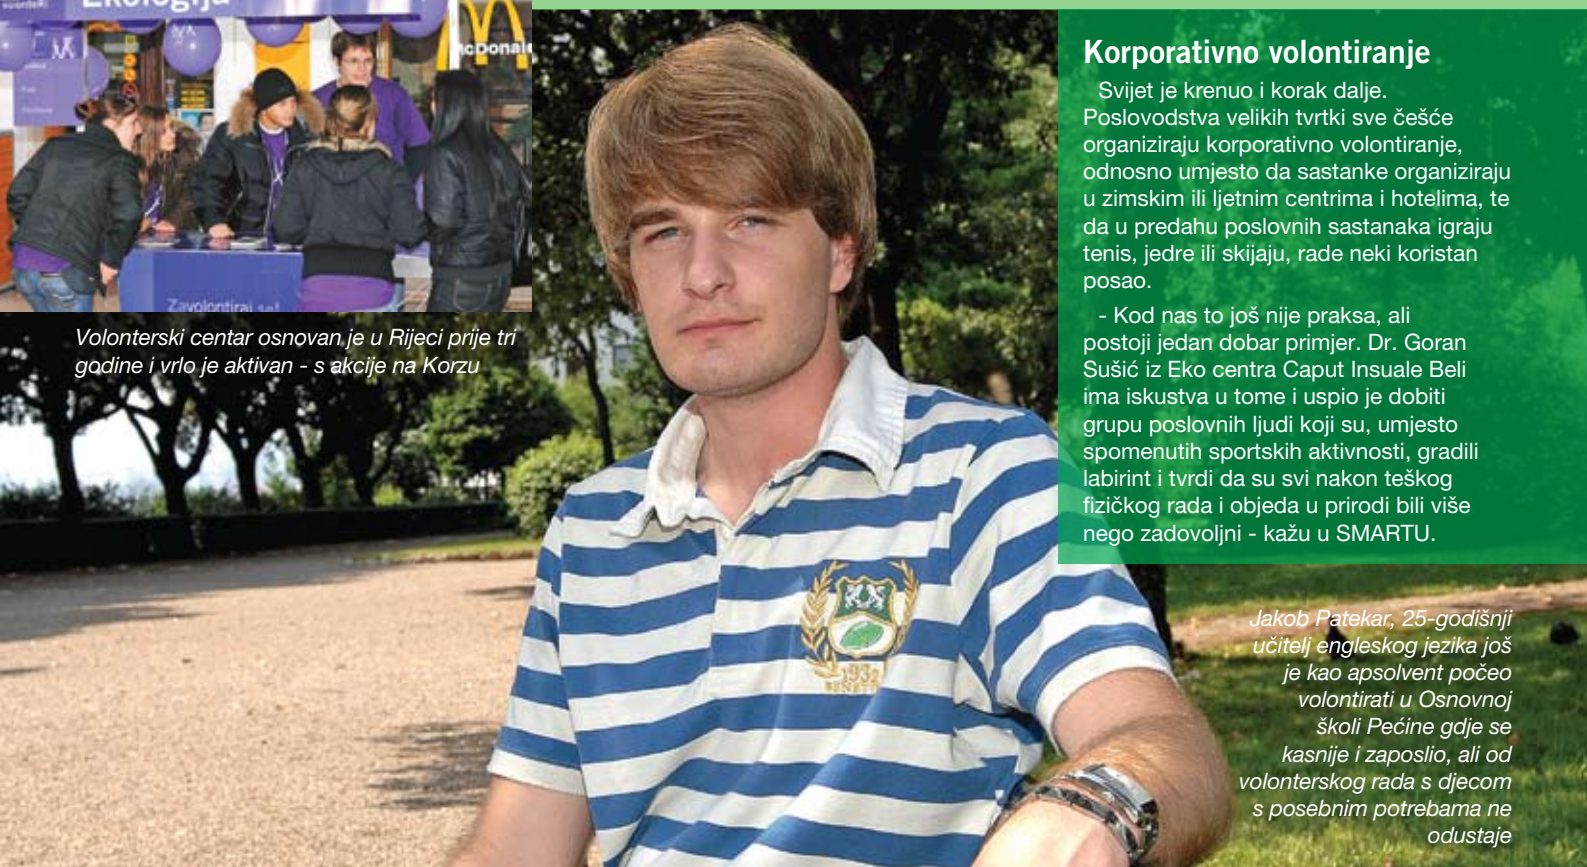 Ekologija
McDonald
Zavolontiraj se!
Volonterski centar osnovan je u Rijeci prije tri
godine i vrlo je aktivan - s akcije na Korzu
Korporativno volontiranje
Svijet je krenuo i korak dalje.
Poslovodstva velikih tvrtki sve češće
organiziraju korporativno volontiranje,
odnosno umjesto da sastanke organiziraju
u zimskim ili ljetnim centrima i hotelima, te
da u predahu poslovnih sastanaka igraju
tenis, jedre ili skijaju, rade neki koristan
posao.
- Kod nas to još nije praksa, ali
postoji jedan dobar primjer. Dr. Goran
Sušić iz Eko centra Caput Insuale Beli
ima iskustva u tome i uspio je dobiti
grupu poslovnih ljudi koji su, umjesto
spomenutih sportskih aktivnosti, gradili
labirint i tvrdi da su svi nakon teškog
fizičkog rada i objeda u prirodi bili više
nego zadovoljni - kažu u SMARTU.
1932
Jakob Patekar, 25-godišnji
učitelj engleskog jezika još
je kao apsolvent počeo
volontirati u Osnovnoj
školi Pećine gdje se
kasnije i zaposlio, ali od
volonterskog rada s djecom
s posebnim potrebama ne
odustaje